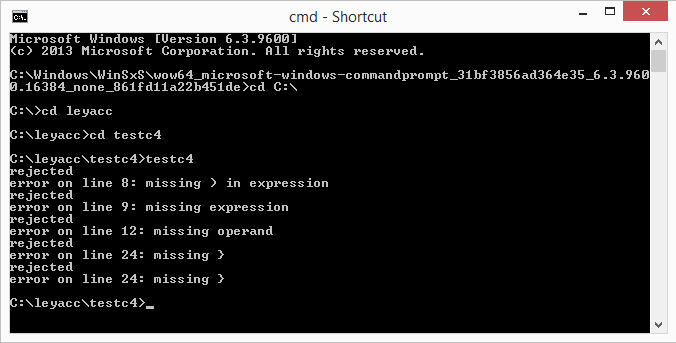 cmd - Shortcut
Microsoft Windows [Version 6.3.9600]
(c) 2013 Microsoft Corporation. All rights reserved.
C:\Windows\WinSxS\wow64_microsoft-windows-commandprompt_31bf3856ad364e35_6.3.960
0.16384_none_861fd11a22b451de>cd C:\
C:\>cd leyacc
C:\leyacc>cd testc4
C:\leyacc\testc4>testc4
rejected
error on line 8: missing ) in expression
rejected
error on line 9: missing expression
rejected
error on line 12: missing operand
rejected
error on line 24: missing }
rejected
error on line 24: missing }
C:\leyacc\testc4>_